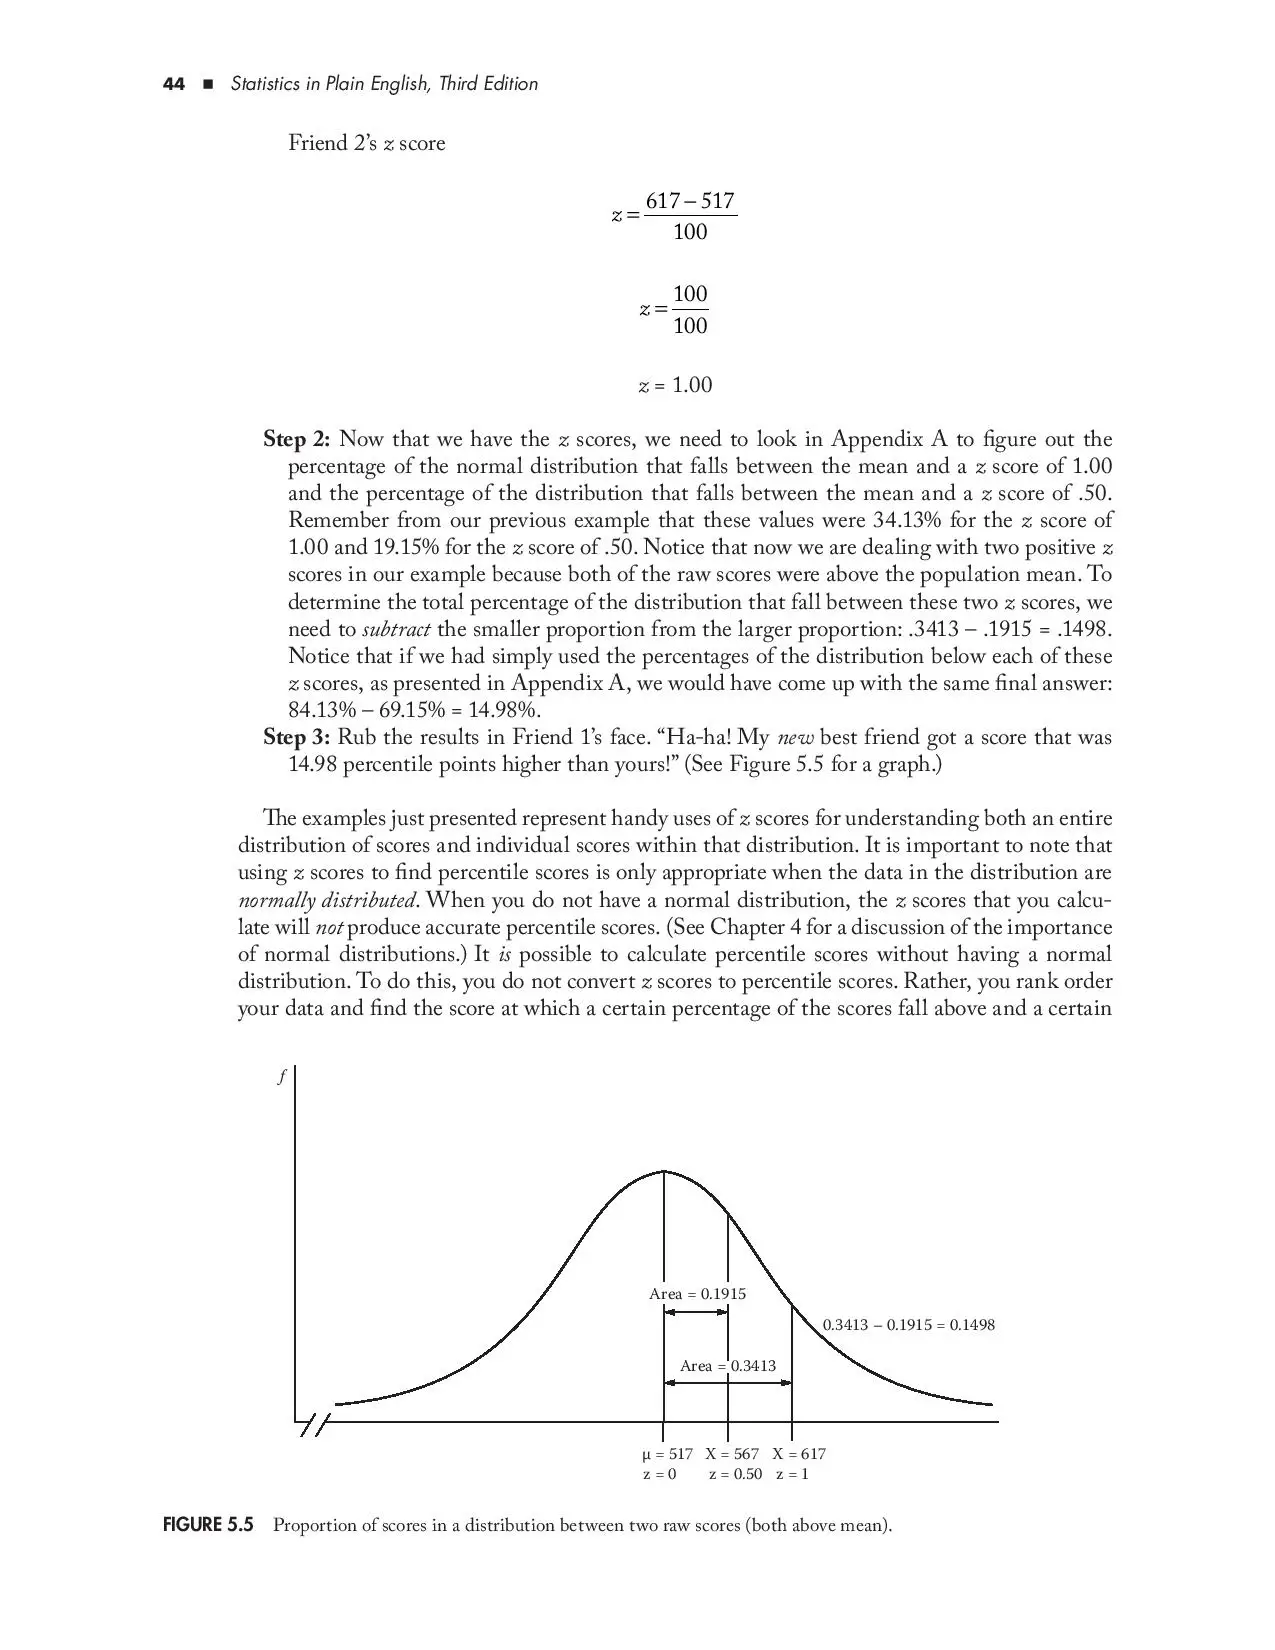 44 ■ Statistics in Plain English, Third Edition
Friend 2’s z score
z = 617 – 517 / 100
z = 100 / 100
z = 1.00
Step 2: Now that we have the z scores, we need to look in Appendix A to figure out the
percentage of the normal distribution that falls between the mean and a z score of 1.00
and the percentage of the distribution that falls between the mean and a z score of .50.
Remember from our previous example that these values were 34.13% for the z score of
1.00 and 19.15% for the z score of .50. Notice that now we are dealing with two positive z
scores in our example because both of the raw scores were above the population mean. To
determine the total percentage of the distribution that fall between these two z scores, we
need to subtract the smaller proportion from the larger proportion: .3413 – .1915 = .1498.
Notice that if we had simply used the percentages of the distribution below each of these
z scores, as presented in Appendix A, we would have come up with the same final answer:
84.13% – 69.15% = 14.98%.
Step 3: Rub the results in Friend 1’s face. “Ha-ha! My new best friend got a score that was
14.98 percentile points higher than yours!” (See Figure 5.5 for a graph.)
The examples just presented represent handy uses of z scores for understanding both an entire
distribution of scores and individual scores within that distribution. It is important to note that
using z scores to find percentile scores is only appropriate when the data in the distribution are
normally distributed. When you do not have a normal distribution, the z scores that you calcu-
late will not produce accurate percentile scores. (See Chapter 4 for a discussion of the importance
of normal distributions.) It is possible to calculate percentile scores without having a normal
distribution. To do this, you do not convert z scores to percentile scores. Rather, you rank order
your data and find the score at which a certain percentage of the scores fall above and a certain
f
Area = 0.1915
0.3413 – 0.1915 = 0.1498
Area = 0.3413
µ = 517 X = 567 X = 617
z = 0 z = 0.50 z = 1
FIGURE 5.5 Proportion of scores in a distribution between two raw scores (both above mean).